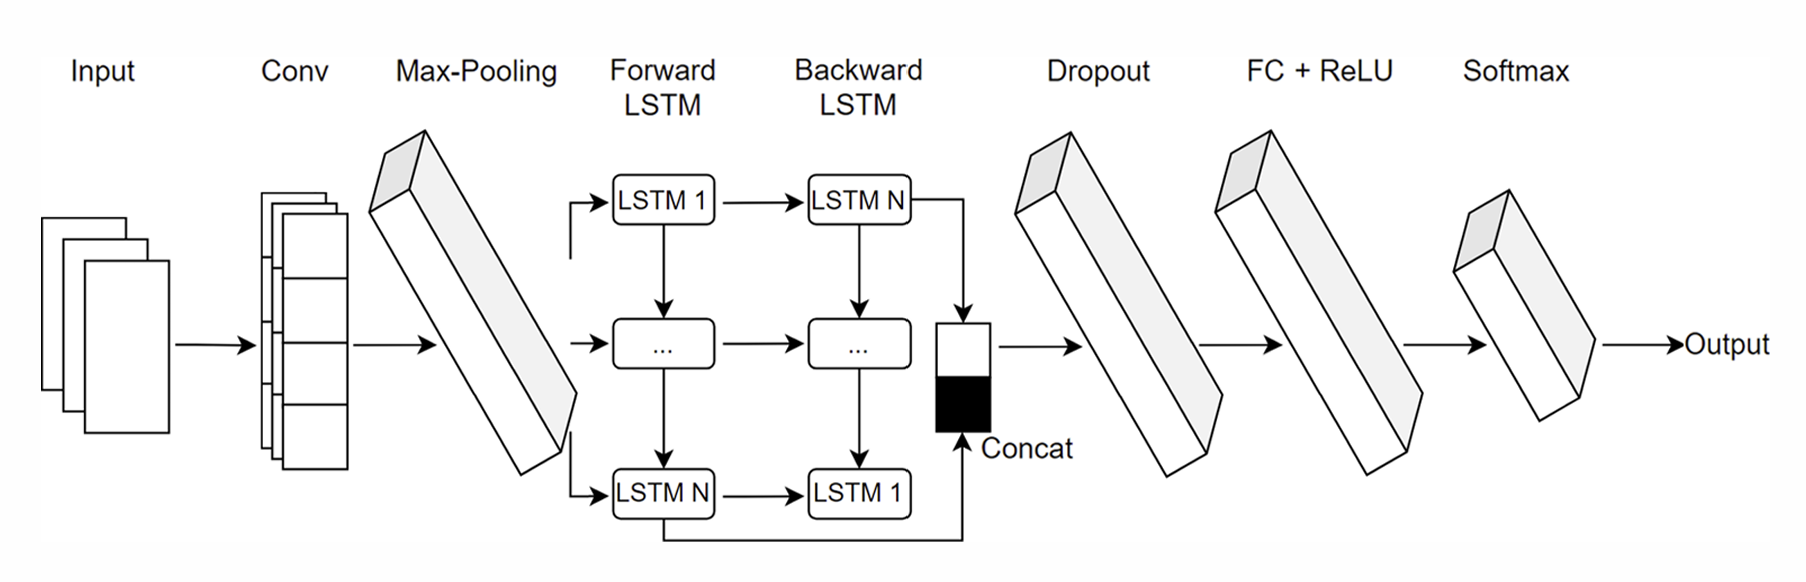 Input
Conv
Max-Pooling
Forward
LSTM
Backward
LSTM
Dropout
FC + ReLU
Softmax
LSTM 1
LSTM N
...
...
Output
Concat
LSTM N
LSTM 1